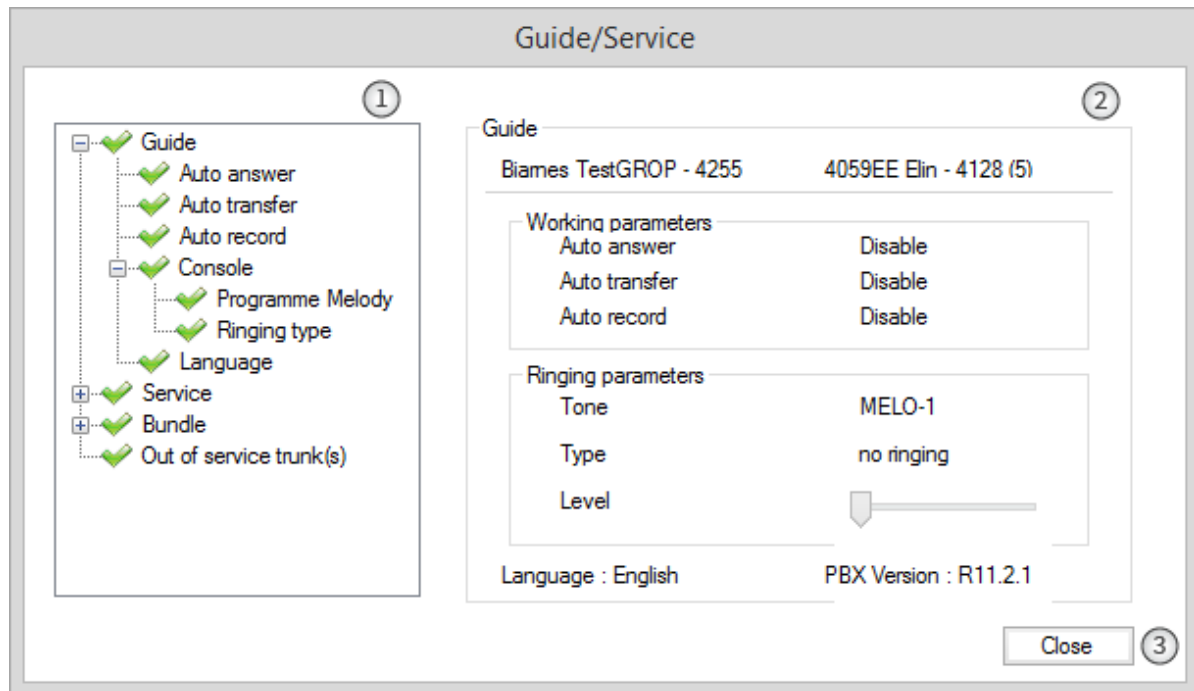 Guide/Service
1
Guide
Auto answer
Auto transfer
Auto record
Console
Programme Melody
Ringing type
Language
Service
Bundle
Out of service trunk(s)
2
Guide
Biames TestGROP - 4255 4059EE Elin - 4128 (5)
Working parameters
Auto answer Disable
Auto transfer Disable
Auto record Disable
Ringing parameters
Tone MELO-1
Type no ringing
Level
Language : English PBX Version : R11.2.1
Close 3